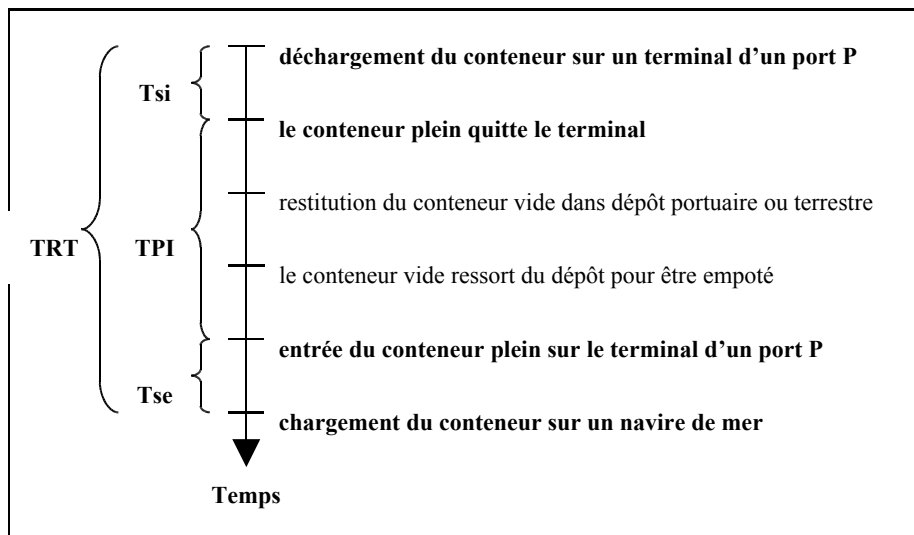 déchargement du conteneur sur un terminal d’un port P
Tsi
le conteneur plein quitte le terminal
restitution du conteneur vide dans dépôt portuaire ou terrestre
TRT
TPI
le conteneur vide ressort du dépôt pour être empoté
entrée du conteneur plein sur le terminal d’un port P
Tse
chargement du conteneur sur un navire de mer
Temps